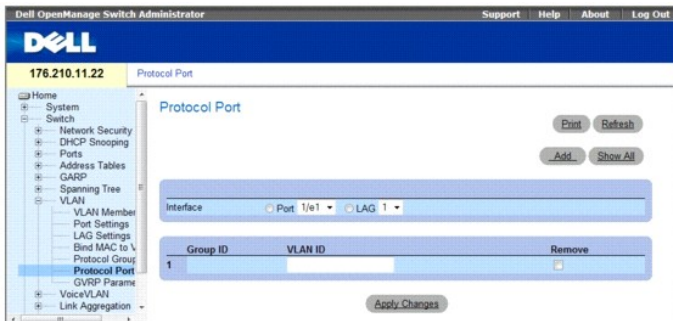 Dell OpenManage Switch Administrator
Support Help About Log Out
DELL
176.210.11.22
Protocol Port
Home
System
Switch
Network Security
DHCP Snooping
Ports
Address Tables
GARP
Spanning Tree
VLAN
VLAN Member
Port Settings
LAG Settings
Bind MAC to V
Protocol Group
Protocol Port
GVRP Parame
VoiceVLAN
Link Aggregation
Protocol Port
Print Refresh
Add Show All
Interface Port 1/e1 LAG 1
Group ID VLAN ID Remove
1
Apply Changes